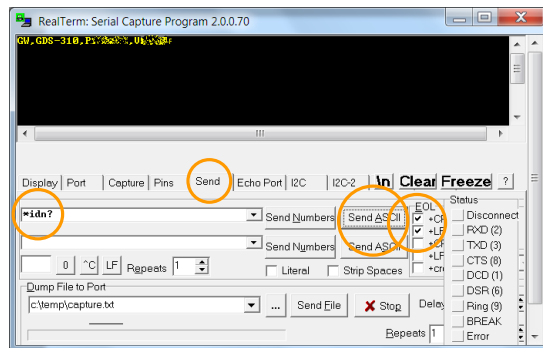 RealTerm: Serial Capture Program 2.0.0.70
GW,GDS-310,
Display Port Capture Pins Send Echo Port I2C I2C-2 \n Clear Freeze ?
*idn? Send Numbers Send ASCII
EOL
+CR
+LF
Send Numbers Send ASCII
+CR
+LF
0 ^C LF Repeats 1 Literal Strip Spaces
Dump File to Port
c:\temp\capture.txt ... Send File Stop Delay
Repeats 1
Status
Disconnect
RXD (2)
TXD (3)
CTS (8)
DCD (1)
DSR (6)
Ring (9)
BREAK
Error